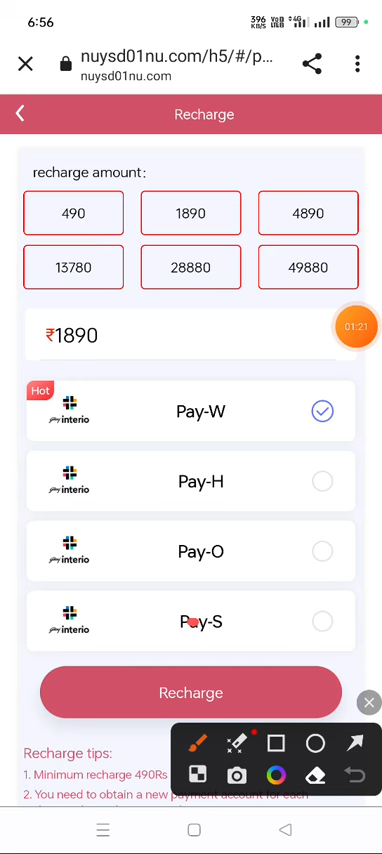 6:56
396 KB/S 4G 99
nuysd01nu.com/h5/#/p...
nuysd01nu.com
Recharge
recharge amount:
490 1890 4890
13780 28880 49880
₹1890
01:21
Hot
interio Pay-W
interio Pay-H
interio Pay-O
interio Pay-S
Recharge
Recharge tips:
1. Minimum recharge 490Rs
2. You need to obtain a new payment account for each